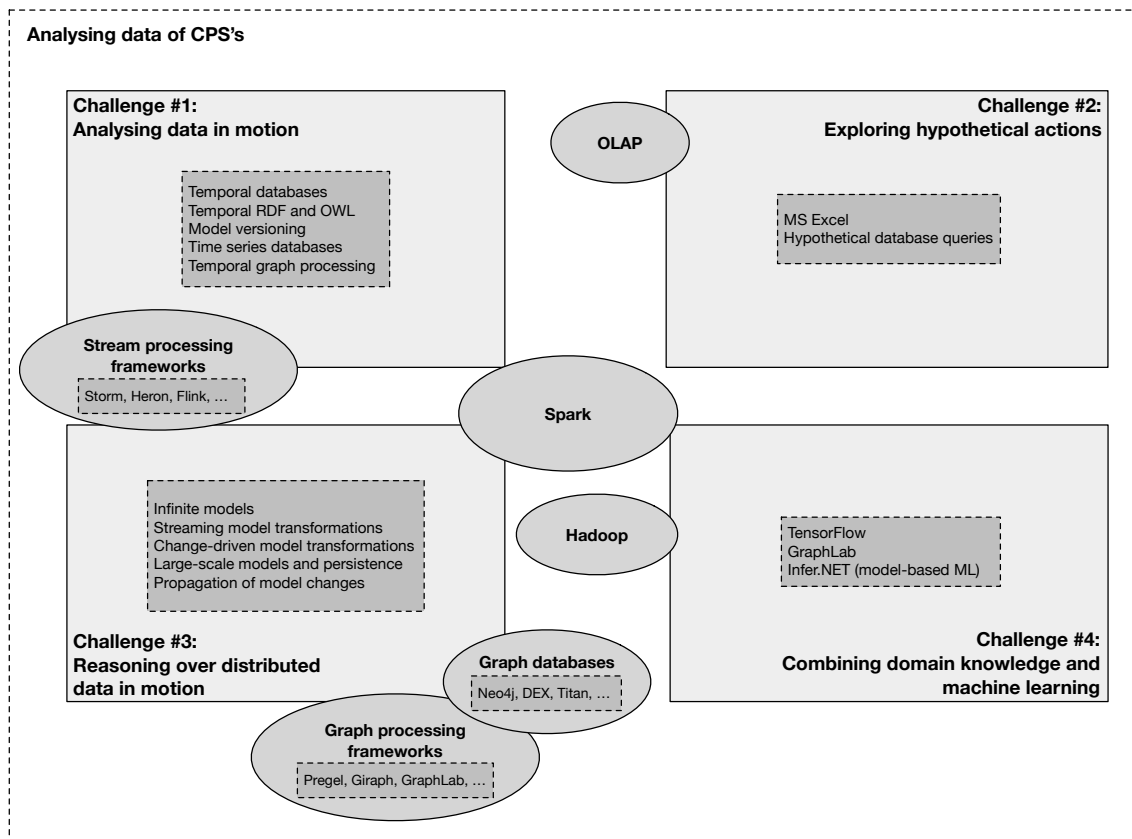 Analysing data of CPS's
Challenge #1:
Analysing data in motion
Temporal databases
Temporal RDF and OWL
Model versioning
Time series databases
Temporal graph processing
OLAP
Challenge #2:
Exploring hypothetical actions
MS Excel
Hypothetical database queries
Stream processing
frameworks
Storm, Heron, Flink, …
Spark
Infinite models
Streaming model transformations
Change-driven model transformations
Large-scale models and persistence
Propagation of model changes
Challenge #3:
Reasoning over distributed
data in motion
Hadoop
TensorFlow
GraphLab
Infer.NET (model-based ML)
Challenge #4:
Combining domain knowledge and
machine learning
Graph databases
Neo4j, DEX, Titan, …
Graph processing
frameworks
Pregel, Giraph, GraphLab, …